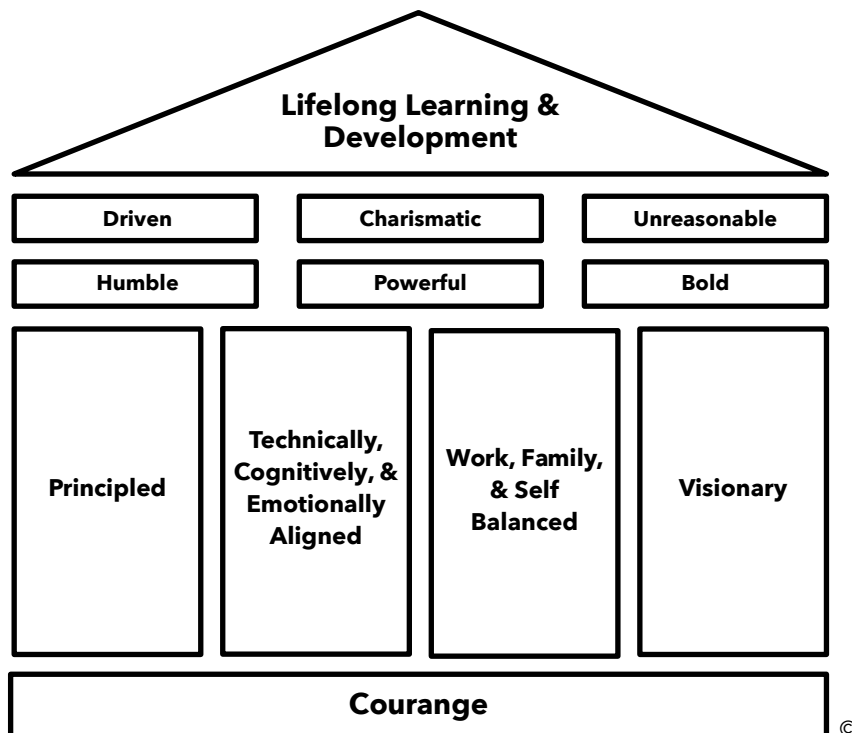 Lifelong Learning &
Development
Driven
Charismatic
Unreasonable
Humble
Powerful
Bold
Principled
Technically,
Cognitively, &
Emotionally
Aligned
Work, Family,
& Self
Balanced
Visionary
Courange
©